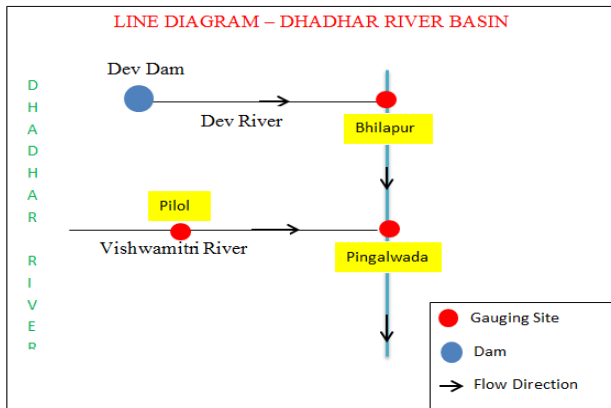 LINE DIAGRAM – DHADHAR RIVER BASIN
Dev Dam
Dev River
Bhilapur
Pilol
Vishwamitri River
Pingalwada
D
H
A
D
H
A
R
R
I
V
E
R
Gauging Site
Dam
Flow Direction